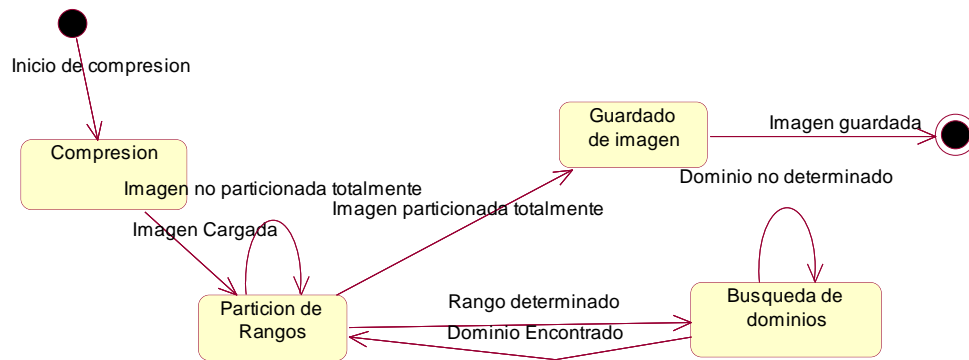 Inicio de compresion
Compresion
Guardado
de imagen
Imagen guardada
Dominio no determinado
Imagen no particionada totalmente
Imagen particionada totalmente
Imagen Cargada
Particion de
Rangos
Rango determinado
Dominio Encontrado
Busqueda de
dominios